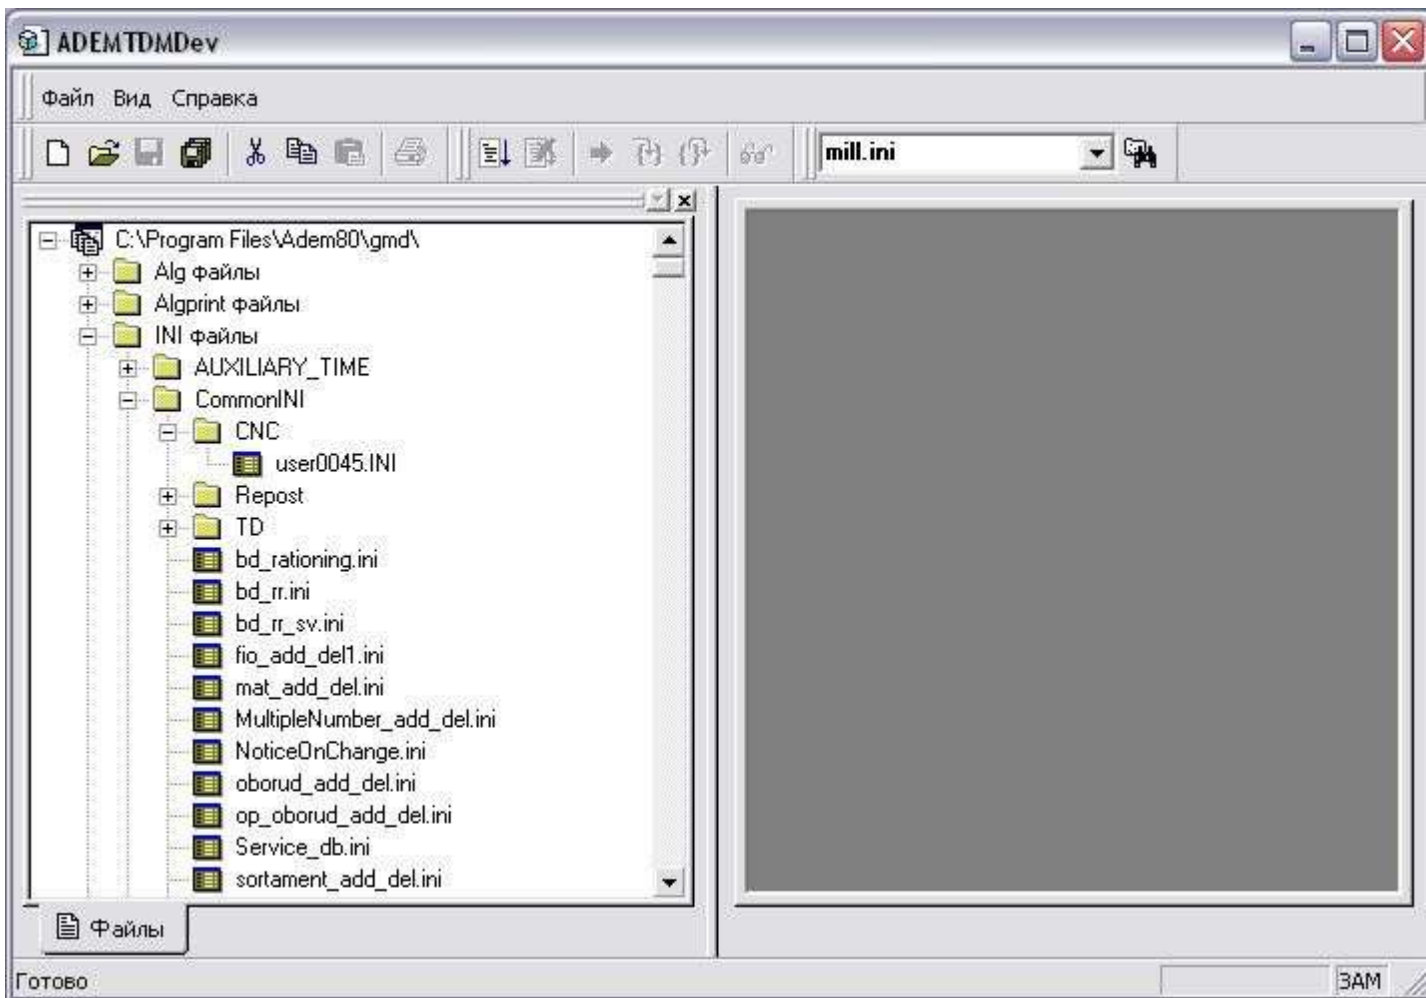 ADEMTDMDev
Файл Вид Справка
mill.ini
C:\Program Files\Adem80\gmd\
Alg файлы
Algprint файлы
INI файлы
AUXILIARY_TIME
CommonINI
CNC
user0045.INI
Repost
TD
bd_rationing.ini
bd_rr.ini
bd_rr_sv.ini
fio_add_del1.ini
mat_add_del.ini
MultipleNumber_add_del.ini
NoticeOnChange.ini
oborud_add_del.ini
op_oborud_add_del.ini
Service_db.ini
sortament_add_del.ini
Файлы
Готово ЗАМ